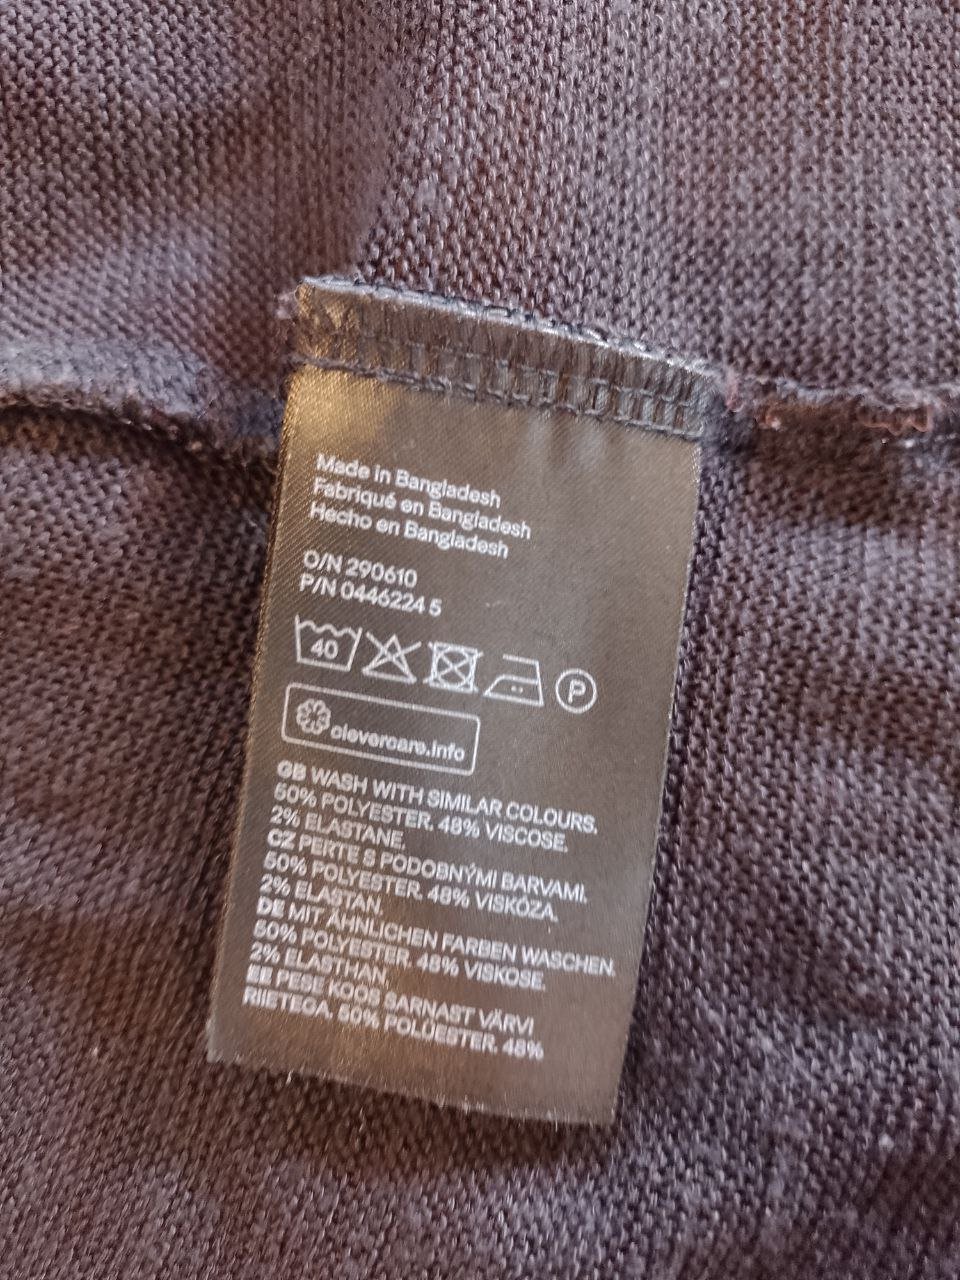 Made in Bangladesh
Fabriqué en Bangladesh
Hecho en Bangladesh
O/N 290610
P/N 0446224 5
40 P
clevercare.info
GB WASH WITH SIMILAR COLOURS.
50% POLYESTER. 48% VISCOSE.
2% ELASTANE.
CZ PERTE S PODOBNÝMI BARVAMI.
50% POLYESTER. 48% VISKÓZA.
2% ELASTAN.
DE MIT ÄHNLICHEN FARBEN WASCHEN.
50% POLYESTER. 48% VISKOSE.
2% ELASTHAN.
EE PESE KOOS SARNAST VÄRVI
RIIETEGA. 50% POLÜESTER. 48%